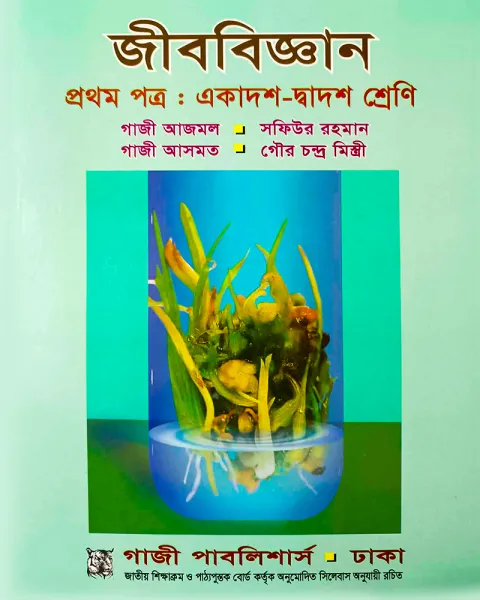 জীববিজ্ঞান
প্রথম পত্র : একাদশ-দ্বাদশ শ্রেণি
গাজী আজমল ■ সফিউর রহমান
গাজী আসমত ■ গৌর চন্দ্র মিস্ত্রী
গাজী পাবলিশার্স ■ ঢাকা
জাতীয় শিক্ষাক্রম ও পাঠ্যপুস্তক বোর্ড কর্তৃক অনুমোদিত সিলেবাস অনুযায়ী রচিত